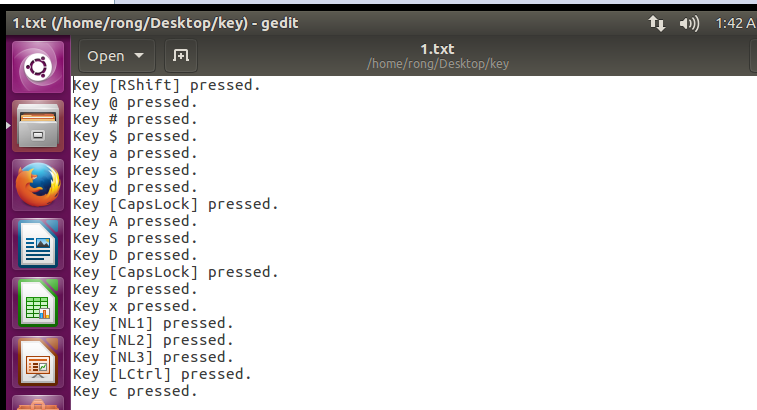 1.txt (/home/rong/Desktop/key) - gedit
1:42 A
Open
1.txt
/home/rong/Desktop/key
Key [RShift] pressed.
Key @ pressed.
Key # pressed.
Key $ pressed.
Key a pressed.
Key s pressed.
Key d pressed.
Key [CapsLock] pressed.
Key A pressed.
Key S pressed.
Key D pressed.
Key [CapsLock] pressed.
Key z pressed.
Key x pressed.
Key [NL1] pressed.
Key [NL2] pressed.
Key [NL3] pressed.
Key [LCtrl] pressed.
Key c pressed.